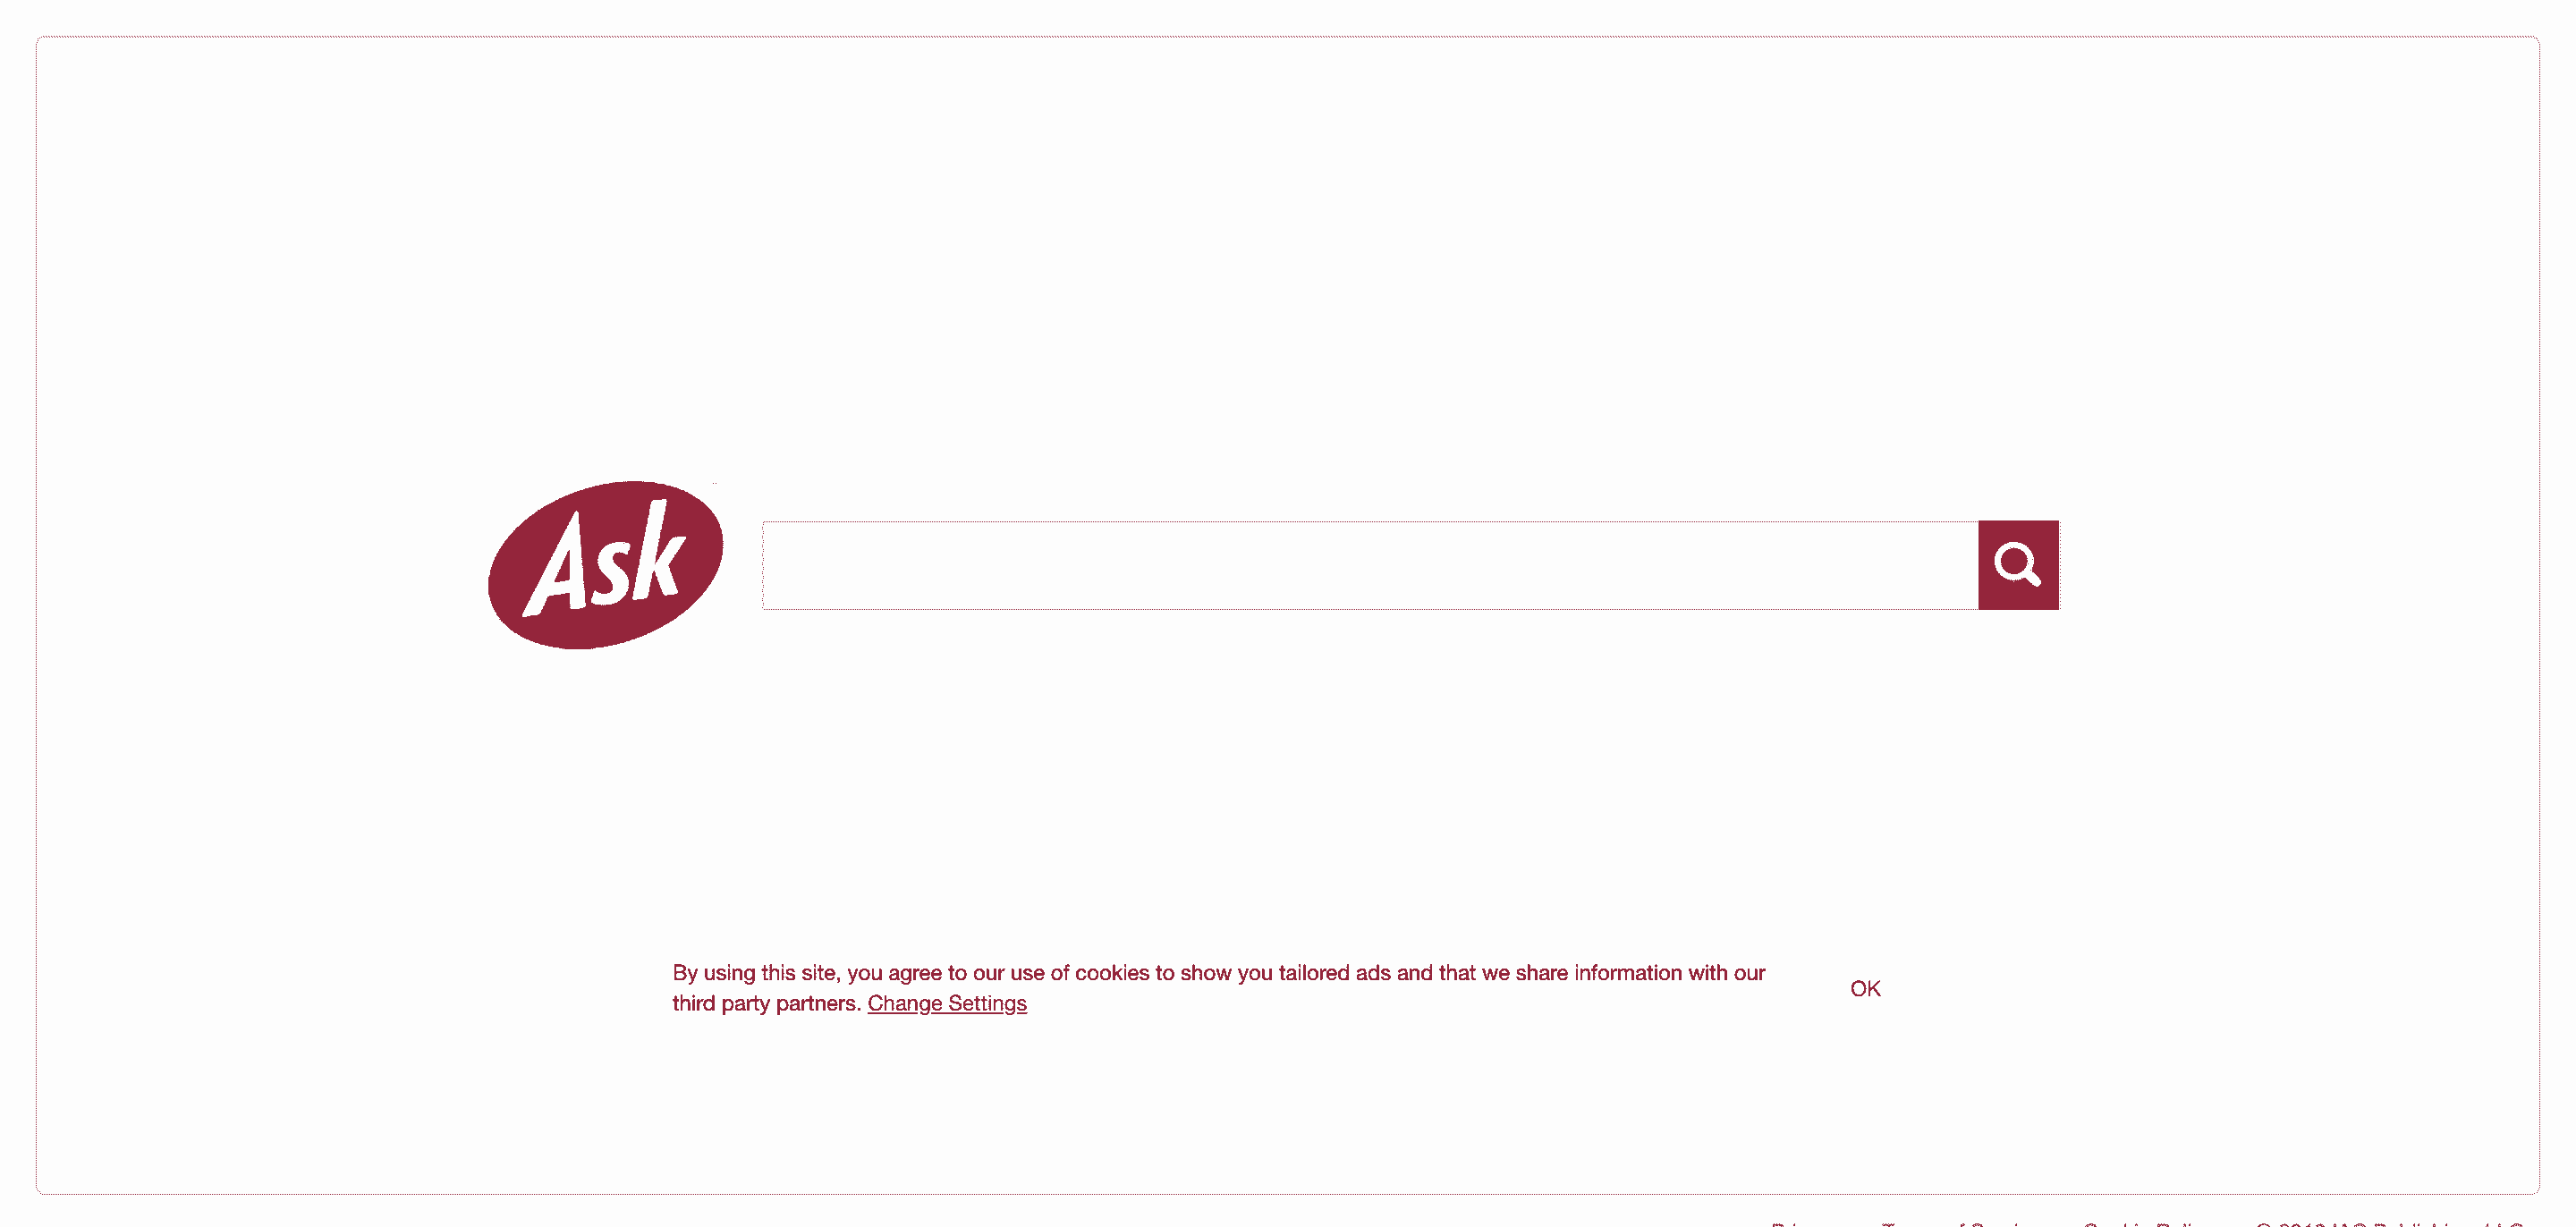 Ask
By using this site, you agree to our use of cookies to show you tailored ads and that we share information with our
third party partners. Change Settings
OK